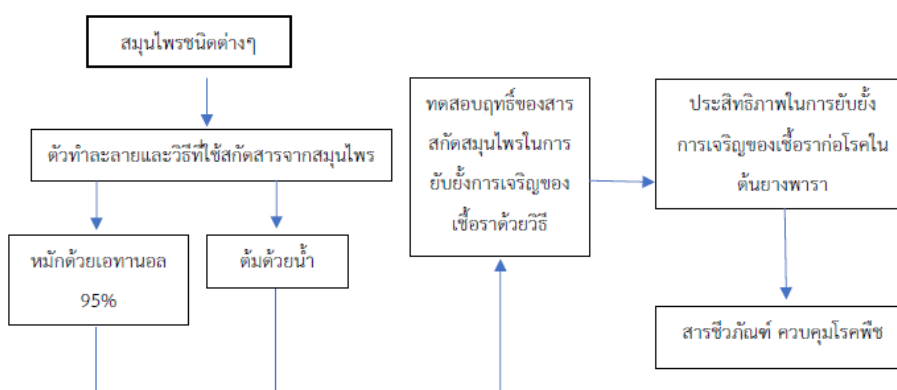 สมุนไพรชนิดต่างๆ
ตัวทำละลายและวิธีที่ใช้สกัดสารจากสมุนไพร
หมักด้วยเอทานอล
95%
ต้มด้วยน้ำ
ทดสอบฤทธิ์ของสาร
สกัดสมุนไพรในการ
ยับยั้งการเจริญของ
เชื้อราด้วยวิธี
ประสิทธิภาพในการยับยั้ง
การเจริญของเชื้อราก่อโรคใน
ต้นยางพารา
สารชีวภัณฑ์ ควบคุมโรคพืช